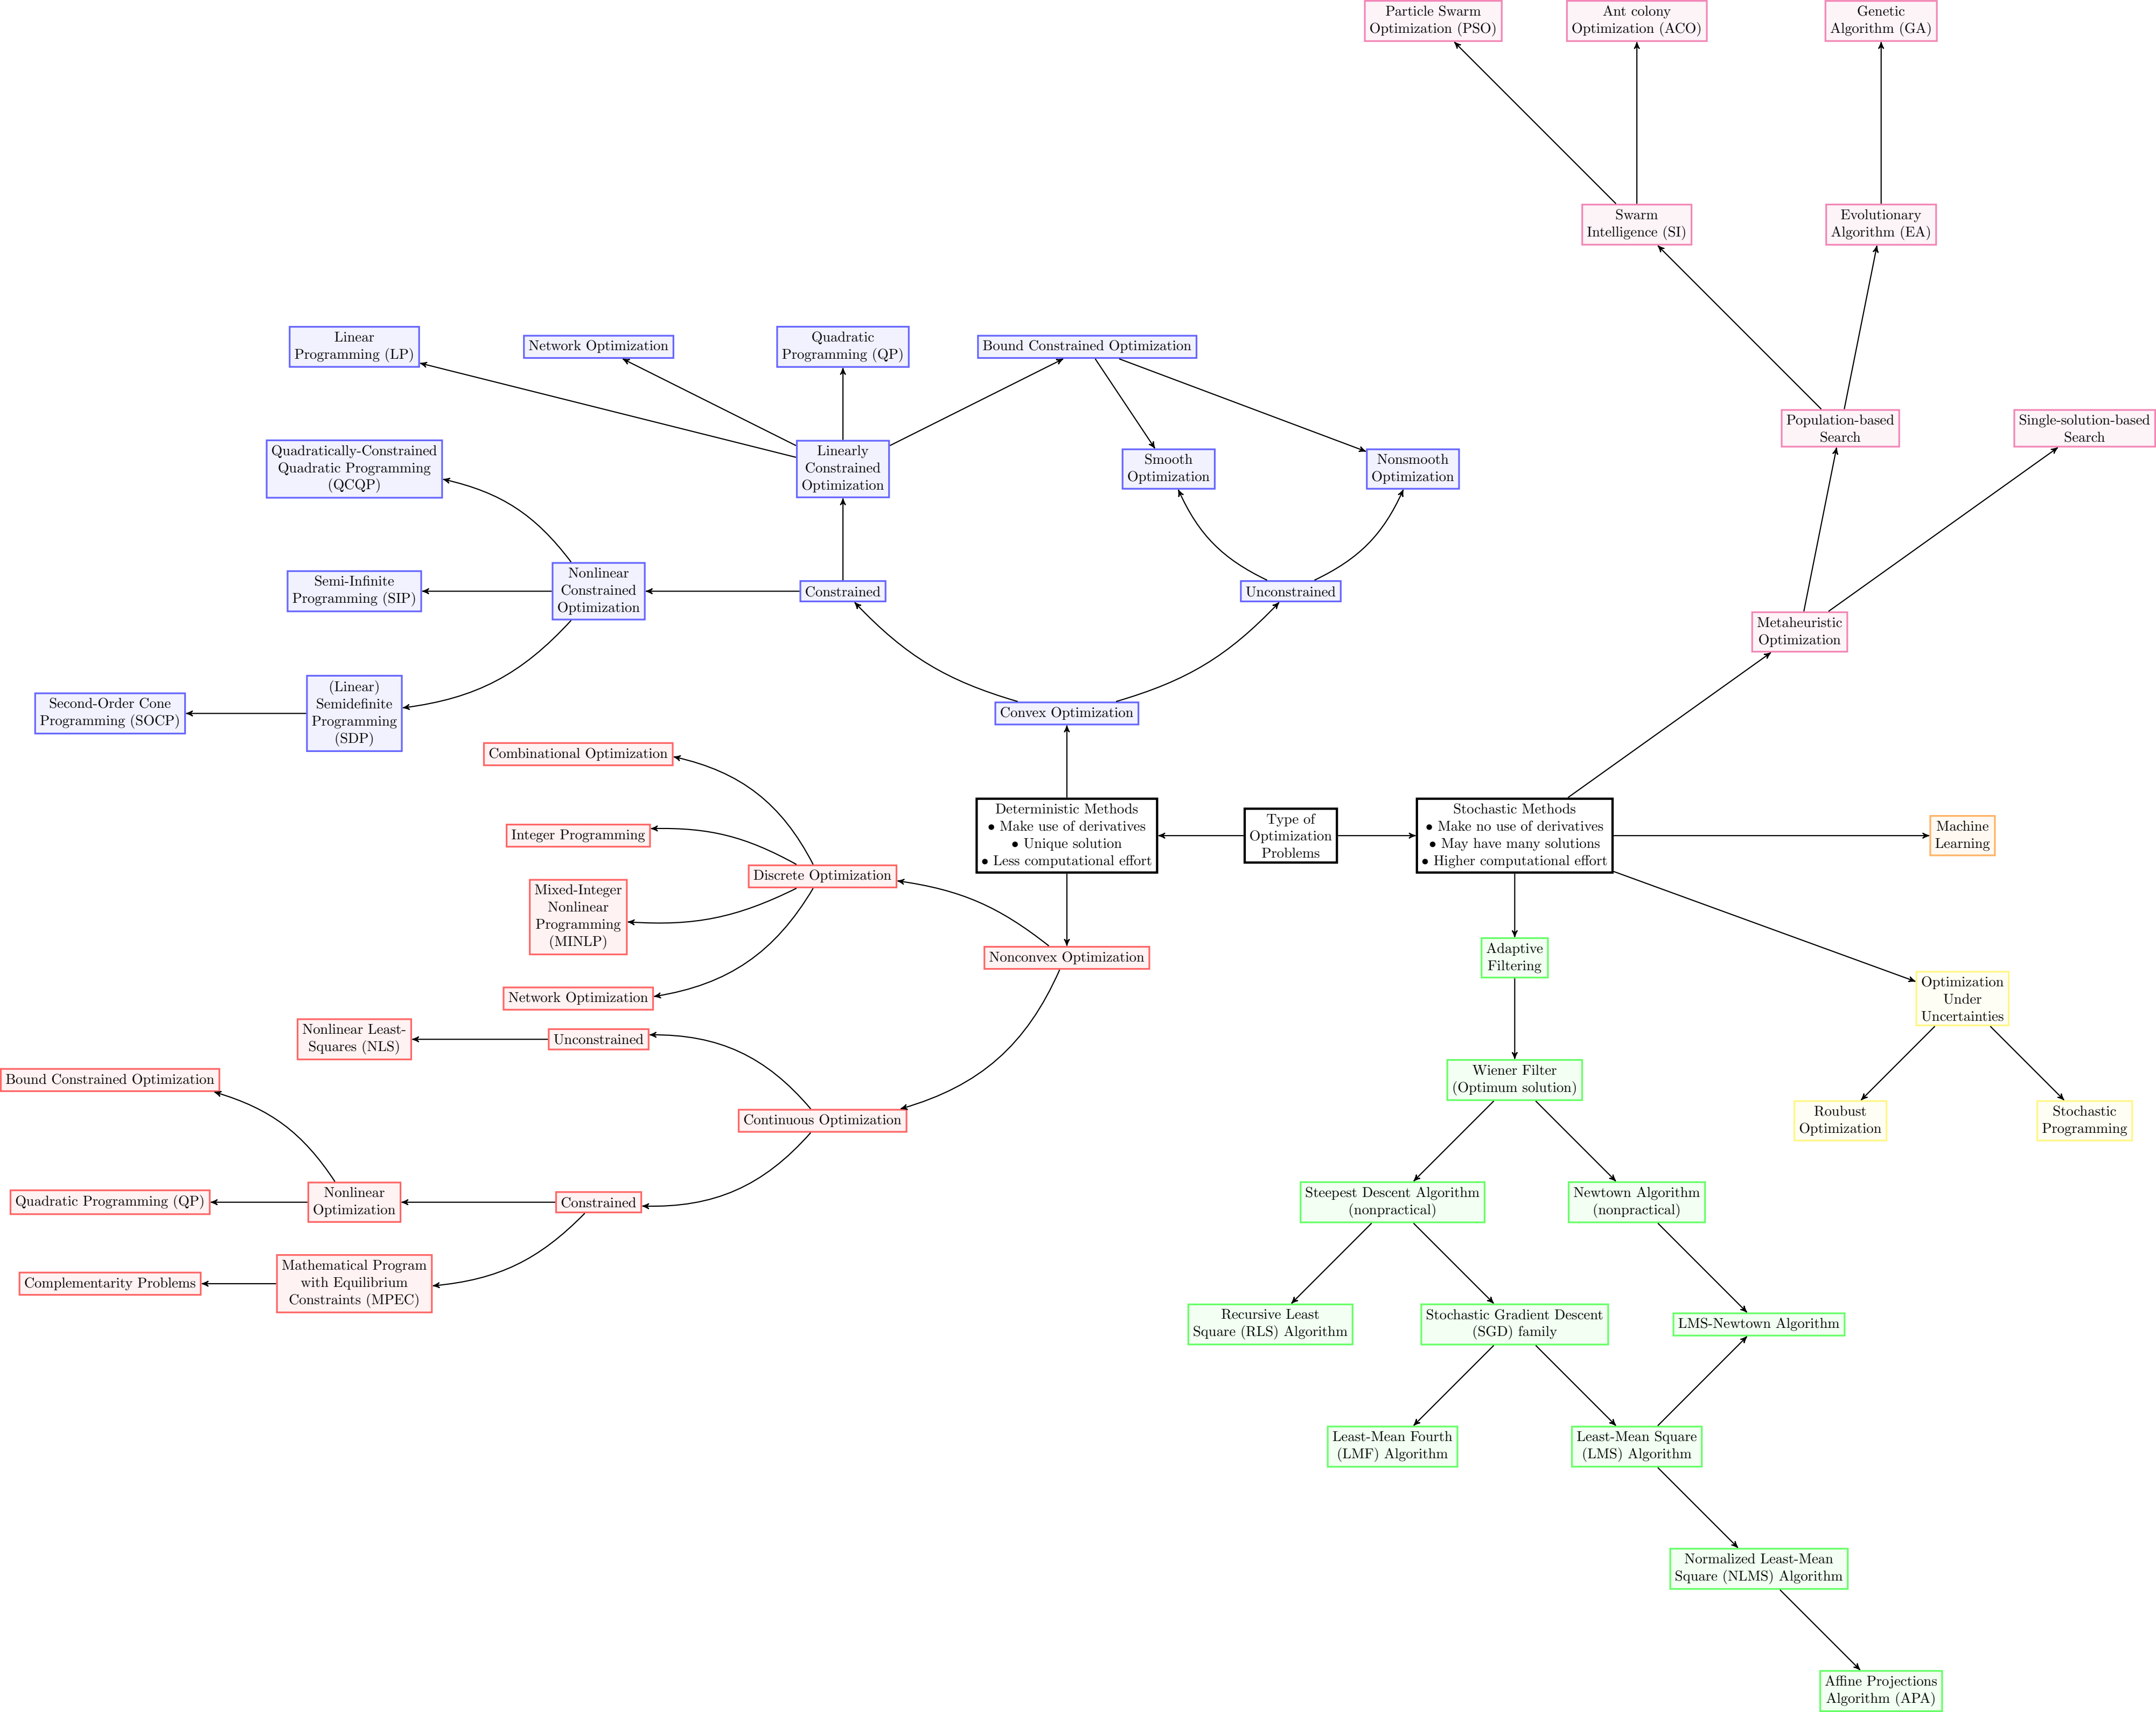 Particle Swarm
Optimization (PSO)
Ant colony
Optimization (ACO)
Genetic
Algorithm (GA)
Swarm
Intelligence (SI)
Evolutionary
Algorithm (EA)
Linear
Programming (LP)
Network Optimization
Quadratic
Programming (QP)
Bound Constrained Optimization
Population-based
Search
Single-solution-based
Search
Quadratically-Constrained
Quadratic Programming
(QCQP)
Linearly
Constrained
Optimization
Smooth
Optimization
Nonsmooth
Optimization
Semi-Infinite
Programming (SIP)
Nonlinear
Constrained
Optimization
Constrained
Unconstrained
Metaheuristic
Optimization
Second-Order Cone
Programming (SOCP)
(Linear)
Semidefinite
Programming
(SDP)
Convex Optimization
Combinational Optimization
Integer Programming
Deterministic Methods
• Make use of derivatives
• Unique solution
• Less computational effort
Type of
Optimization
Problems
Stochastic Methods
• Make no use of derivatives
• May have many solutions
• Higher computational effort
Machine
Learning
Discrete Optimization
Mixed-Integer
Nonlinear
Programming
(MINLP)
Nonconvex Optimization
Adaptive
Filtering
Network Optimization
Optimization
Under
Uncertainties
Nonlinear Least-
Squares (NLS)
Unconstrained
Bound Constrained Optimization
Wiener Filter
(Optimum solution)
Continuous Optimization
Roubust
Optimization
Stochastic
Programming
Quadratic Programming (QP)
Nonlinear
Optimization
Constrained
Steepest Descent Algorithm
(nonpractical)
Newtown Algorithm
(nonpractical)
Complementarity Problems
Mathematical Program
with Equilibrium
Constraints (MPEC)
Recursive Least
Square (RLS) Algorithm
Stochastic Gradient Descent
(SGD) family
LMS-Newtown Algorithm
Least-Mean Fourth
(LMF) Algorithm
Least-Mean Square
(LMS) Algorithm
Normalized Least-Mean
Square (NLMS) Algorithm
Affine Projections
Algorithm (APA)